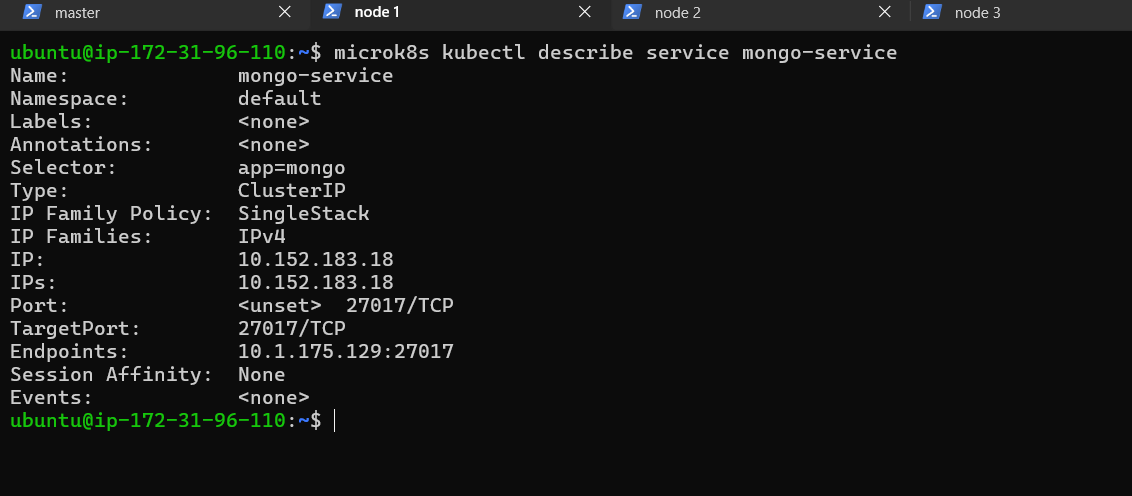 master
node 1
node 2
node 3
ubuntu@ip-172-31-96-110:~$ microk8s kubectl describe service mongo-service
Name:              mongo-service
Namespace:         default
Labels:            <none>
Annotations:       <none>
Selector:          app=mongo
Type:              ClusterIP
IP Family Policy:  SingleStack
IP Families:       IPv4
IP:                10.152.183.18
IPs:               10.152.183.18
Port:              <unset>  27017/TCP
TargetPort:        27017/TCP
Endpoints:         10.1.175.129:27017
Session Affinity:  None
Events:            <none>
ubuntu@ip-172-31-96-110:~$